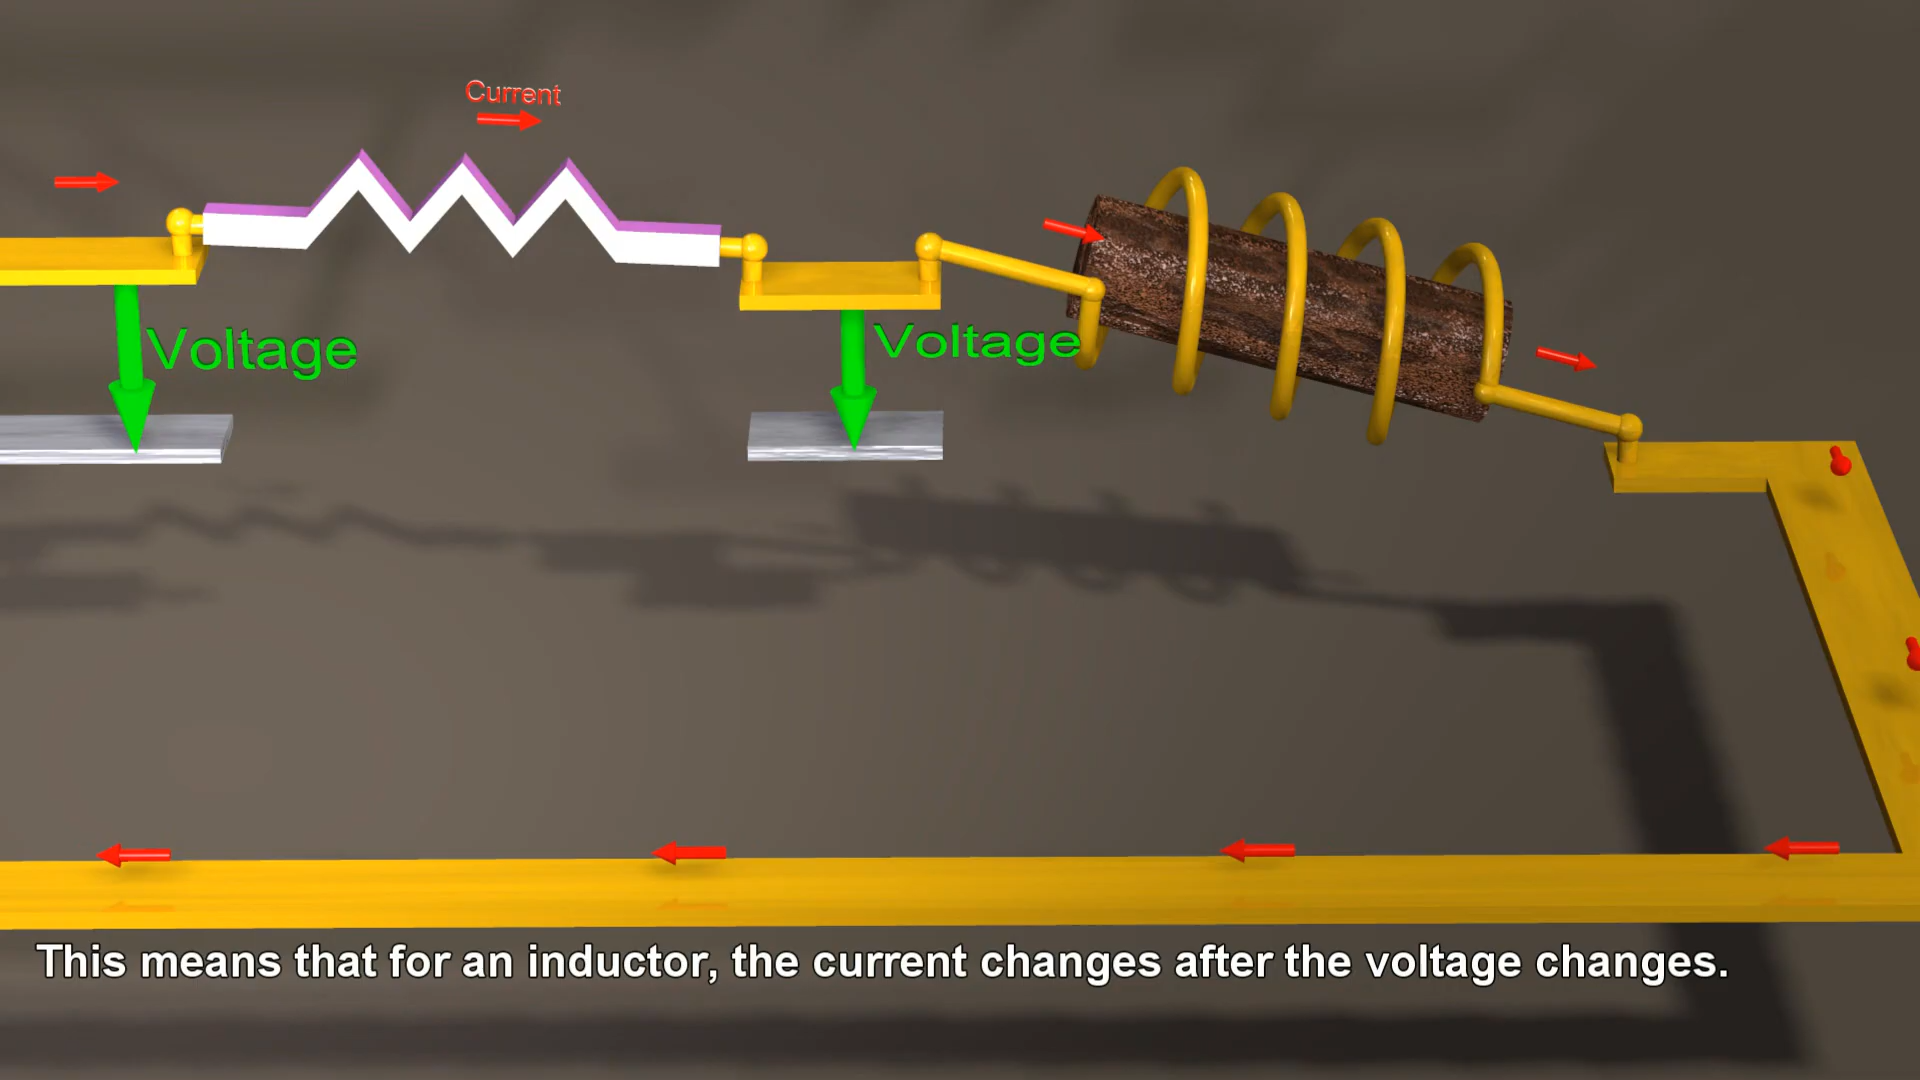 Current
Voltage
Voltage
This means that for an inductor, the current changes after the voltage changes.